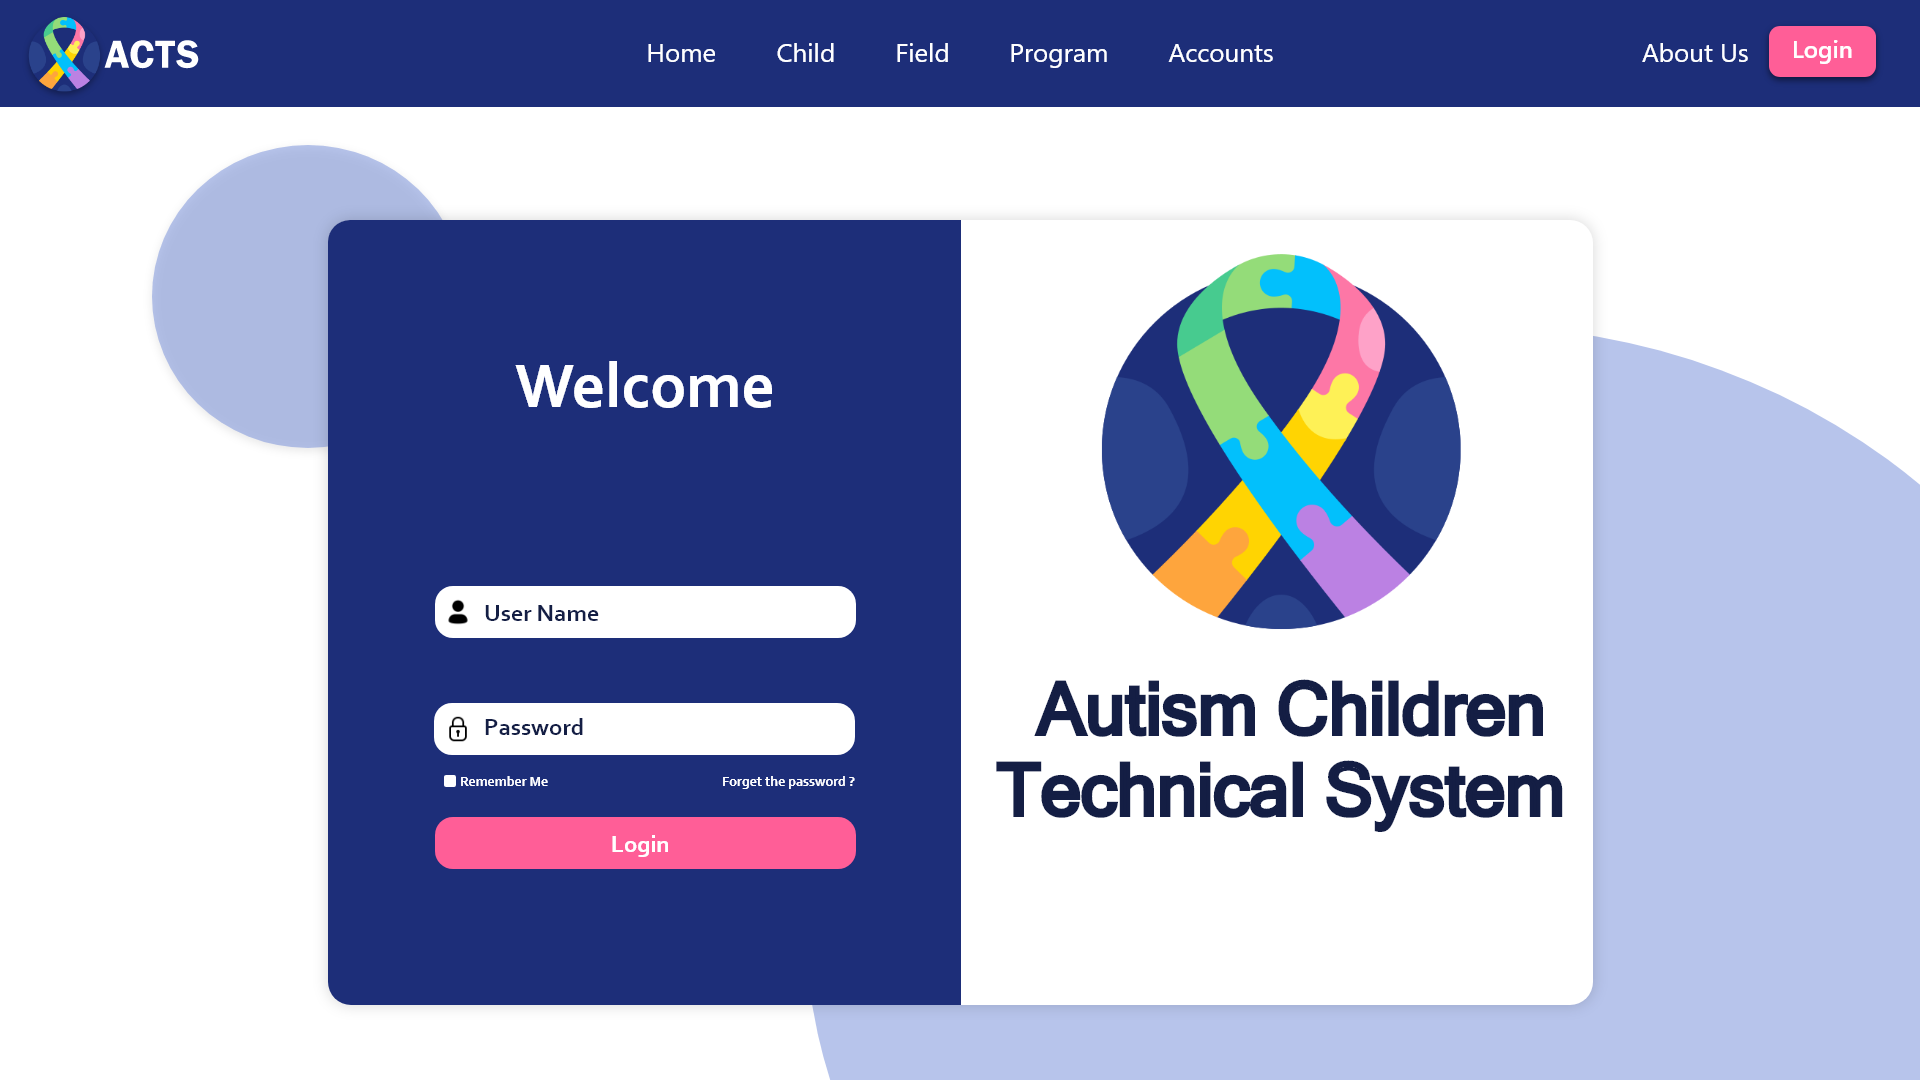 ACTS
Home
Child
Field
Program
Accounts
About Us
Login
Welcome
User Name
Password
Remember Me
Forget the password ?
Login
Autism Children
Technical System